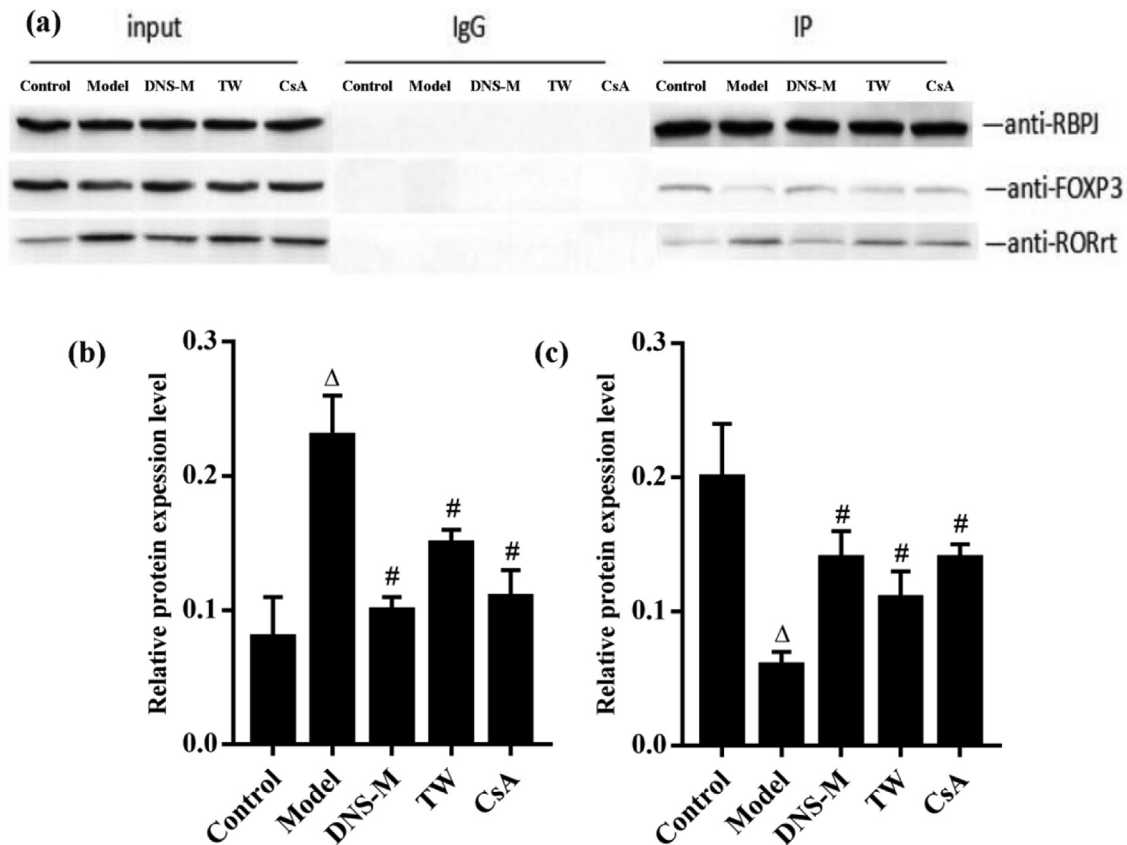 (a) input IgG IP
Control Model DNS-M TW CsA Control Model DNS-M TW CsA Control Model DNS-M TW CsA
anti-RBPJ
anti-FOXP3
anti-RORrt
(b)
Relative protein expession level
0.3
0.2
0.1
0.0
Δ
#
#
#
Control Model DNS-M TW CsA
(c)
Relative protein expession level
0.3
0.2
0.1
0.0
Δ
#
#
#
Control Model DNS-M TW CsA